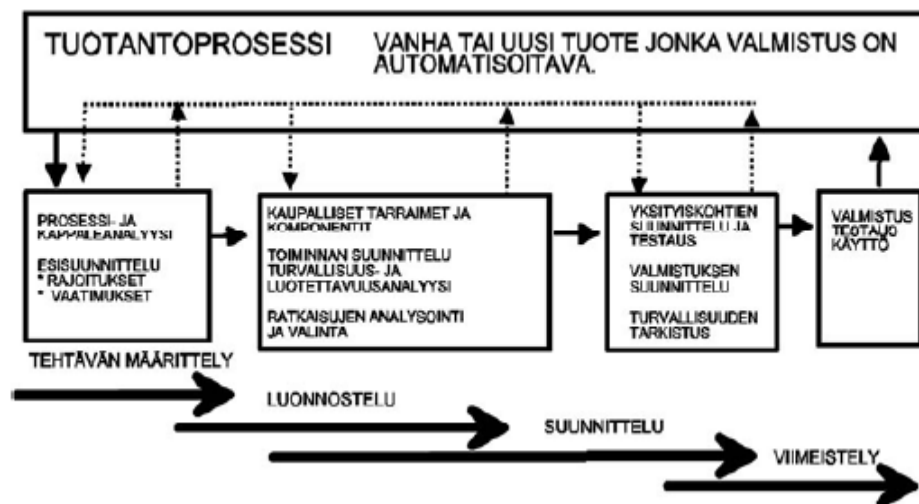 TUOTANTOPROSESSI
VANHA TAI UUSI TUOTE JONKA VALMISTUS ON
AUTOMATISOITAVA.
PROSESSI- JA
KAPPALEANALYYSI
ESISUUNNITTELU
* RAJOITUKSET
* VAATIMUKSET
KAUPALLISET TARRAIMET JA
KOMPONENTIT
TOIMINNAN SUUNNITTELU
TURVALLISUUS- JA
LUOTETTAVUUSANALYYSI
RATKAISUJEN ANALYSOINTI
JA VALINTA
YKSITYISKOHTIEN
SUUNNITTELU JA
TESTAUS
VALMISTUKSEN
SUUNNITTELU
TURVALLISUUDEN
TARKISTUS
VALMISTUS
TESTAUS
KÄYTTÖ
TEHTÄVÄN MÄÄRITTELY
LUONNOSTELU
SUUNNITTELU
VIIMEISTELY